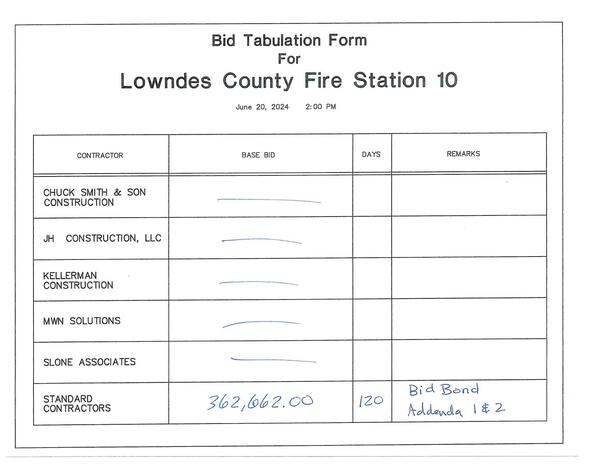 Bid Tabulation Form
For
Lowndes County Fire Station 10
June 20, 2024 2:00 PM
CONTRACTOR BASE BID DAYS REMARKS
CHUCK SMITH & SON
CONSTRUCTION
JH CONSTRUCTION, LLC
KELLERMAN
CONSTRUCTION
MWN SOLUTIONS
SLONE ASSOCIATES
STANDARD
CONTRACTORS
362,662.00
120
Bid Bond
Addenda 1 & 2